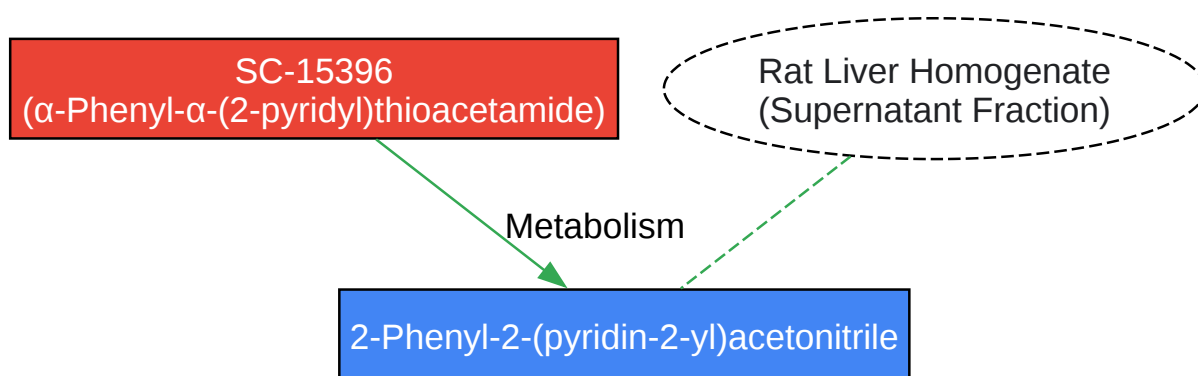 SC-15396
(α-Phenyl-α-(2-pyridyl)thioacetamide)
Rat Liver Homogenate
(Supernatant Fraction)
Metabolism
2-Phenyl-2-(pyridin-2-yl)acetonitrile